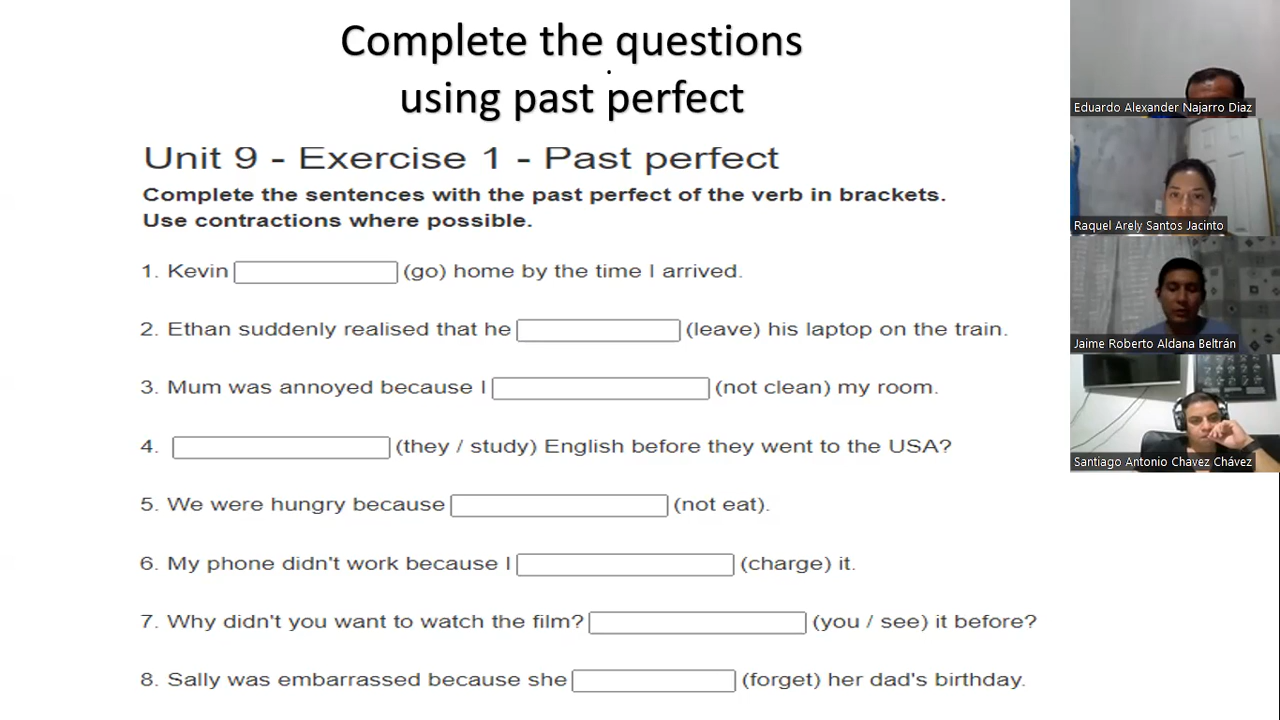 Complete the questions
using past perfect
Unit 9 - Exercise 1 - Past perfect
Complete the sentences with the past perfect of the verb in brackets.
Use contractions where possible.
1. Kevin (go) home by the time I arrived.
2. Ethan suddenly realised that he (leave) his laptop on the train.
3. Mum was annoyed because I (not clean) my room.
4. (they / study) English before they went to the USA?
5. We were hungry because (not eat).
6. My phone didn't work because I (charge) it.
7. Why didn't you want to watch the film? (you / see) it before?
8. Sally was embarrassed because she (forget) her dad's birthday.
Eduardo Alexander Najarro Diaz
Raquel Arely Santos Jacinto
Jaime Roberto Aldana Beltrán
Santiago Antonio Chavez Chávez